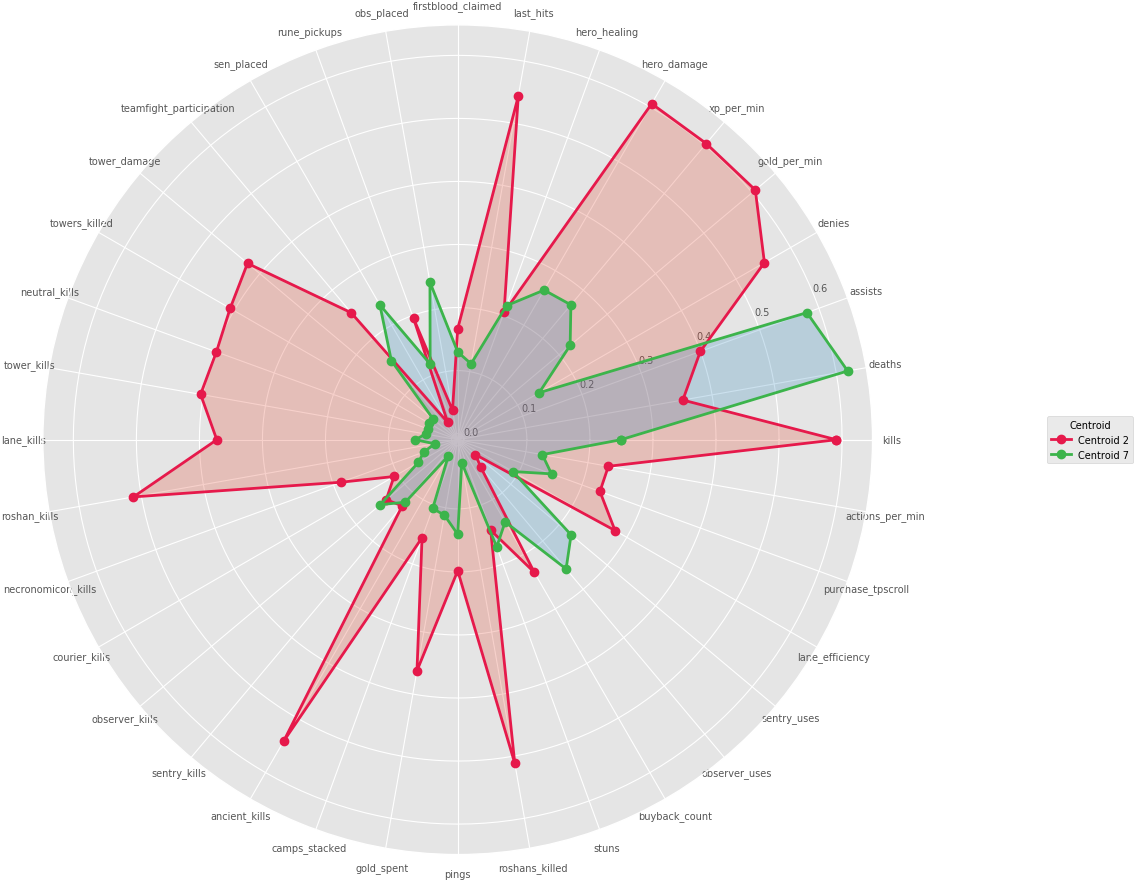 firstblood_claimed
obs_placed
last_hits
rune_pickups
hero_healing
sen_placed
hero_damage
teamfight_participation
xp_per_min
tower_damage
gold_per_min
towers_killed
denies
neutral_kills
assists
0.6
0.5
0.4
0.3
0.2
0.1
0.0
tower_kills
deaths
lane_kills
kills
Centroid
Centroid 2
Centroid 7
roshan_kills
actions_per_min
necronomicon_kills
purchase_tpscroll
courier_kills
lane_efficiency
observer_kills
sentry_uses
sentry_kills
observer_uses
ancient_kills
buyback_count
camps_stacked
stuns
gold_spent
roshans_killed
pings